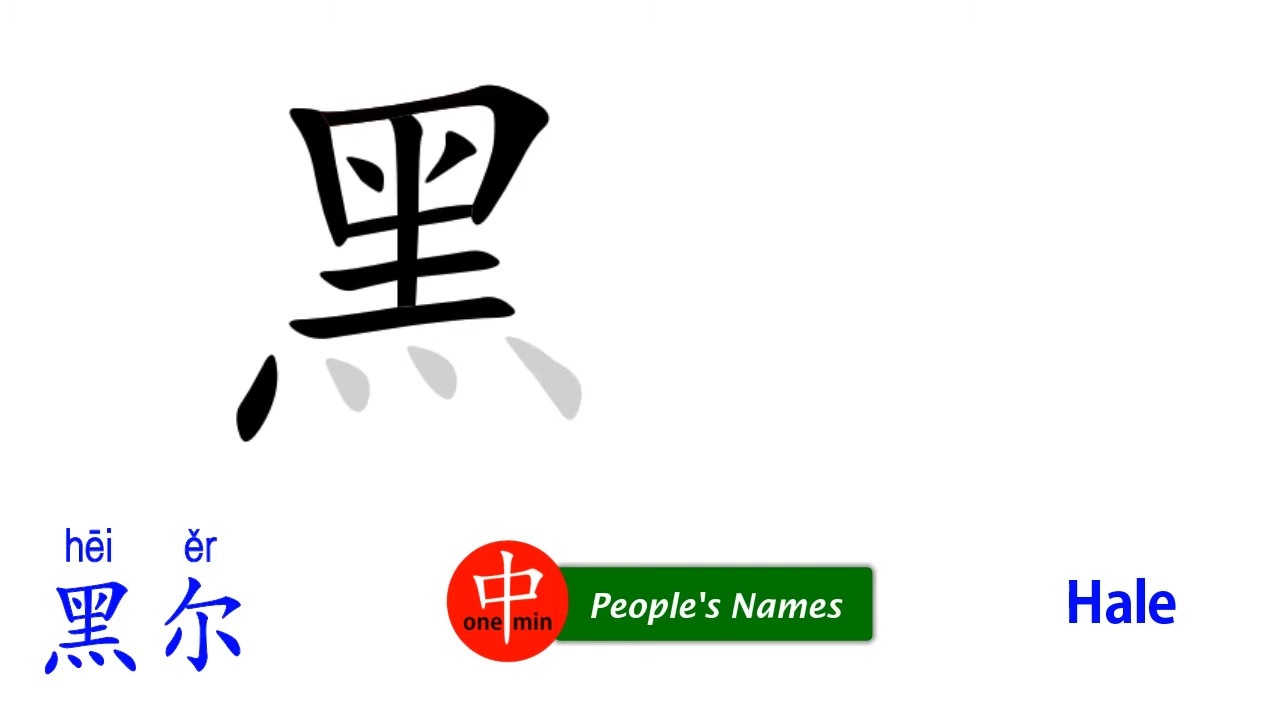 黑
hēi ěr
黑尔
中
one min
People's Names
Hale